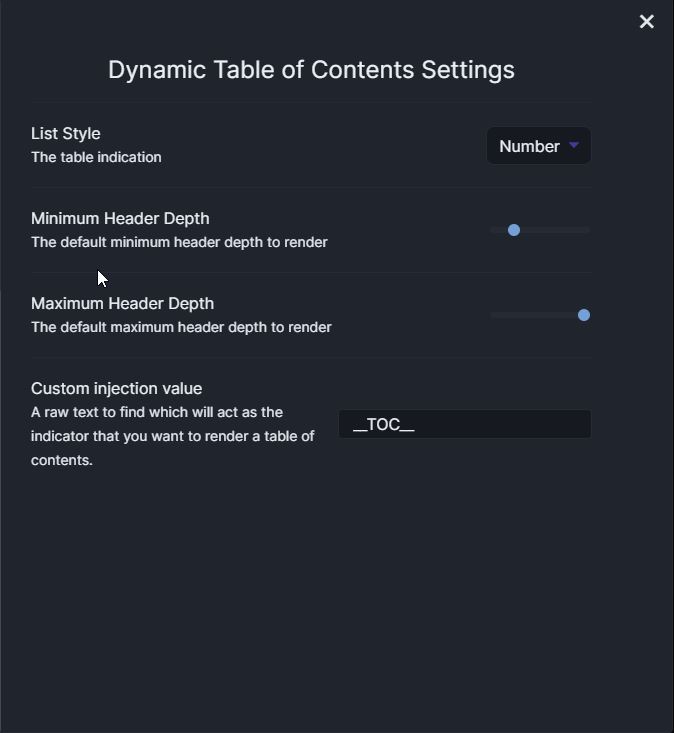 Dynamic Table of Contents Settings
List Style
The table indication
Number
Minimum Header Depth
The default minimum header depth to render
Maximum Header Depth
The default maximum header depth to render
Custom injection value
A raw text to find which will act as the
indicator that you want to render a table of
contents.
__TOC__